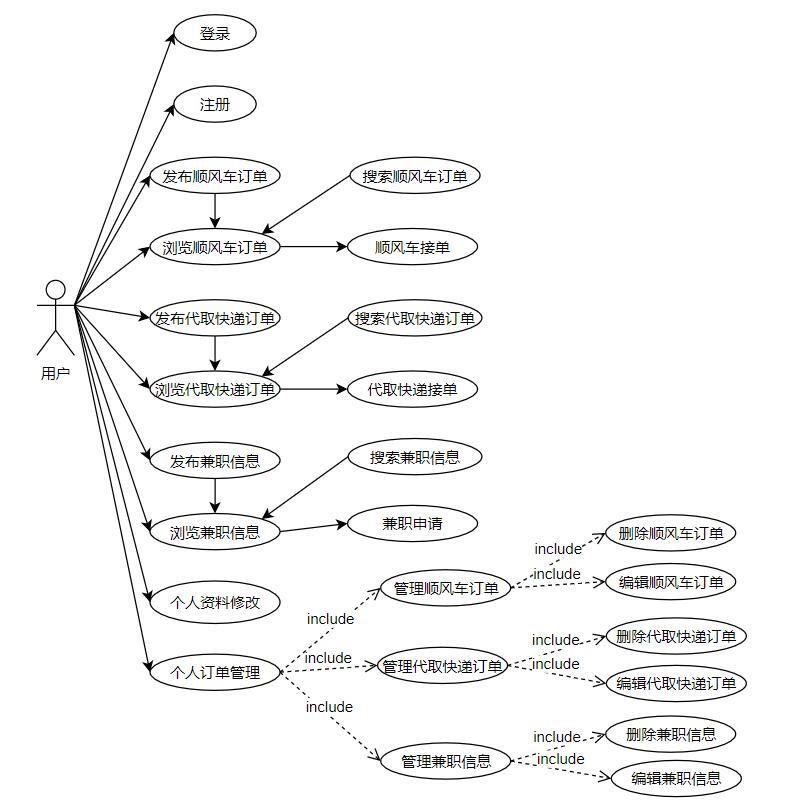 登录
注册
发布顺风车订单
搜索顺风车订单
浏览顺风车订单
顺风车接单
用户
发布代取快递订单
搜索代取快递订单
浏览代取快递订单
代取快递接单
发布兼职信息
搜索兼职信息
浏览兼职信息
兼职申请
个人资料修改
个人订单管理
include
include
include
管理顺风车订单
管理代取快递订单
管理兼职信息
include
include
删除顺风车订单
编辑顺风车订单
include
include
删除代取快递订单
编辑代取快递订单
include
include
删除兼职信息
编辑兼职信息